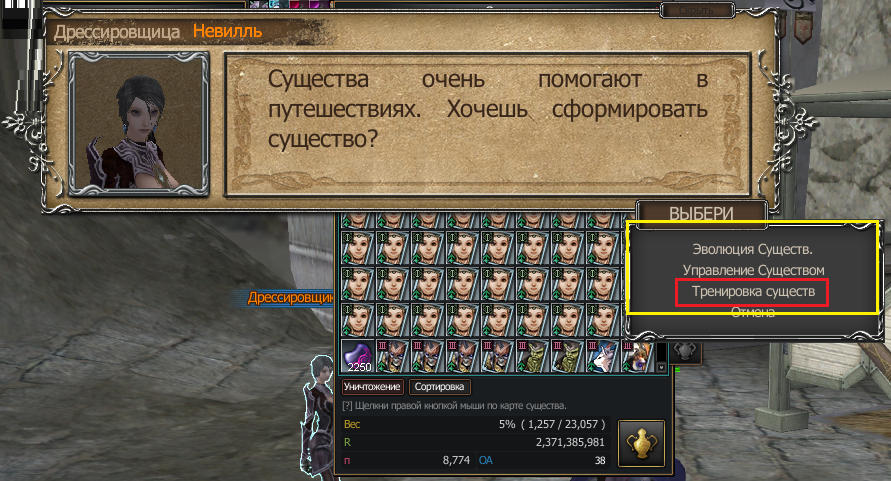 Дрессировщица Невилль
Существа очень помогают в
путешествиях. Хочешь сформировать
существо?
ВЫБЕРИ
Эволюция Существ.
Управление Существом
Тренировка существ
Отмена
Дрессировщик
2250
Уничтожение Сортировка
[?] Щелкни правой кнопкой мыши по карте существа.
Вес 5% ( 1,257 / 23,057 )
R 2,371,385,981
п 8,774 ОА 38